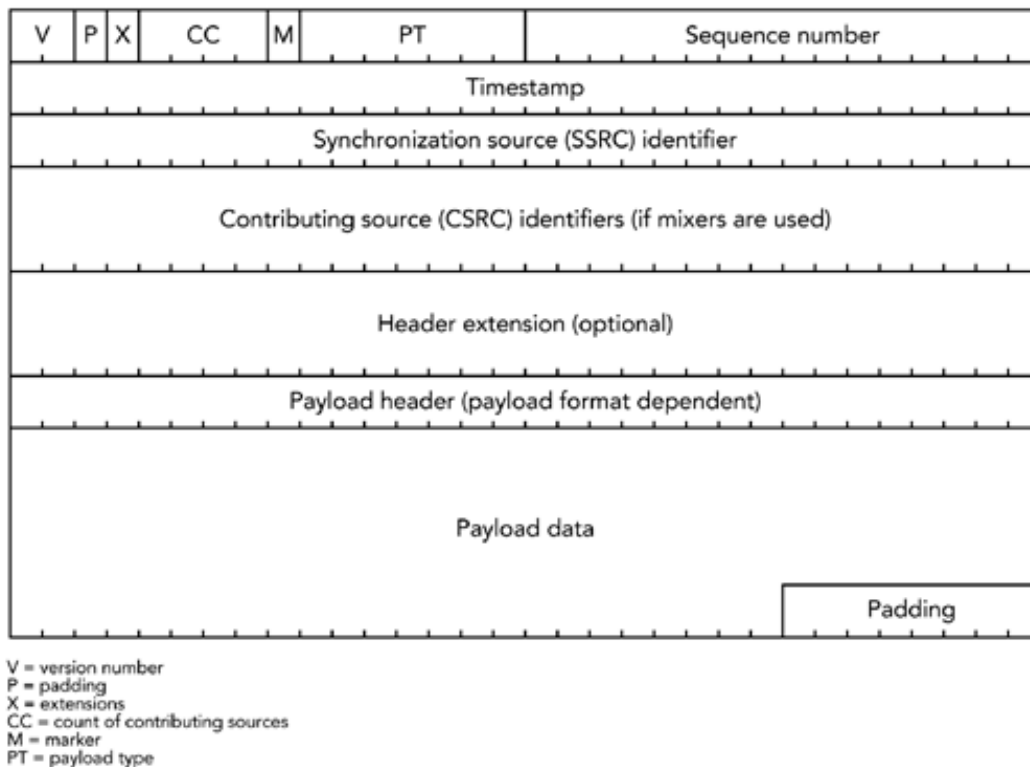 V P X CC M PT Sequence number
Timestamp
Synchronization source (SSRC) identifier
Contributing source (CSRC) identifiers (if mixers are used)
Header extension (optional)
Payload header (payload format dependent)
Payload data
Padding
V = version number
P = padding
X = extensions
CC = count of contributing sources
M = marker
PT = payload type